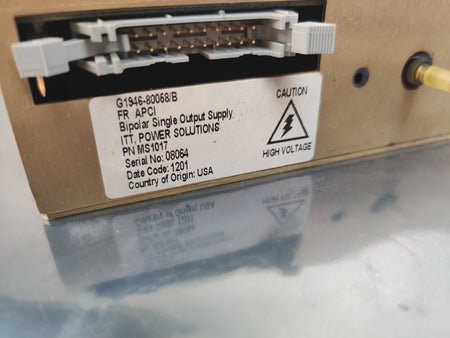 G1946-80058/B
FR APCI
Bipolar Single Output Supply.
ITT, POWER SOLUTIONS
PN MS1017
Serial No: 08064
Date Code: 1201
Country of Origin: USA
CAUTION
HIGH VOLTAGE